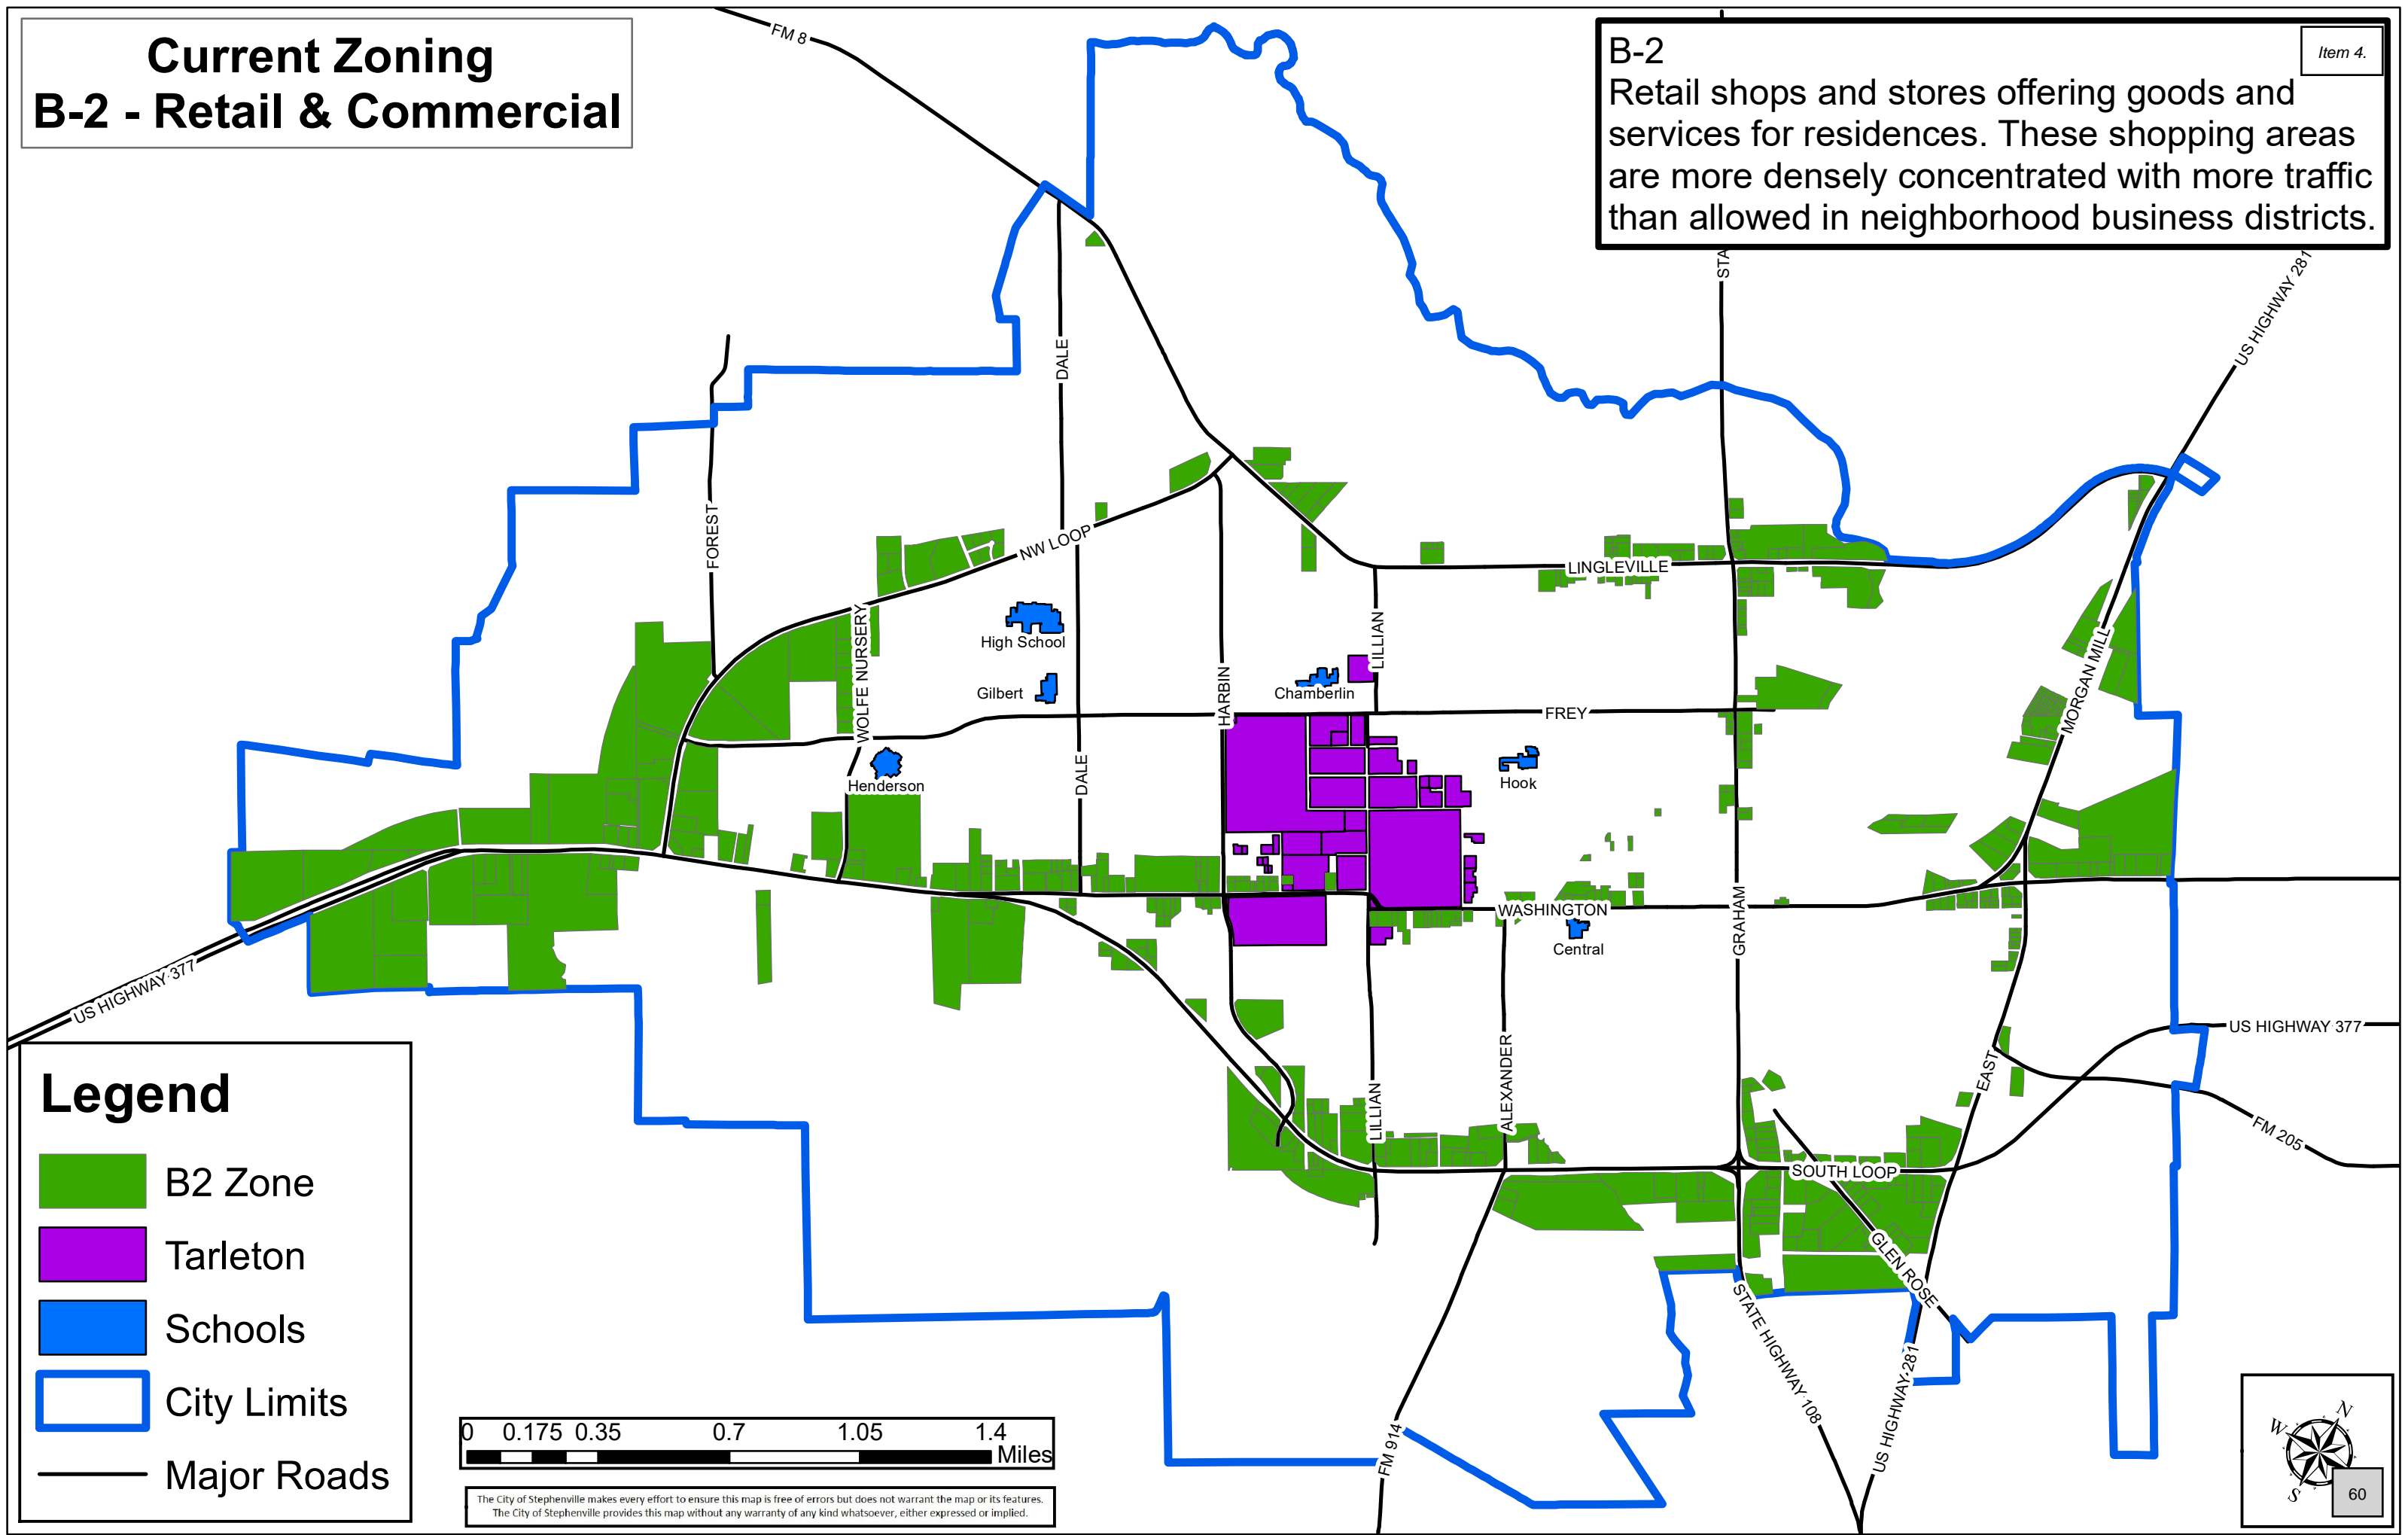 Current Zoning
B-2 - Retail & Commercial
B-2
Item 4.
Retail shops and stores offering goods and
services for residences. These shopping areas
are more densely concentrated with more traffic
than allowed in neighborhood business districts.
FM 8
STA
US HIGHWAY 281
DALE
FOREST
NW LOOP
LINGLEVILLE
WOLFE NURSERY
High School
LILLIAN
MORGAN MILL
Gilbert
HARBIN
Chamberlin
FREY
Henderson
DALE
Hook
WASHINGTON
GRAHAM
Central
US HIGHWAY 377
US HIGHWAY 377
ALEXANDER
LILLIAN
EAST
FM 205
SOUTH LOOP
GLEN ROSE
STATE HIGHWAY 108
US HIGHWAY 281
FM 914
Legend
B2 Zone
Tarleton
Schools
City Limits
Major Roads
0 0.175 0.35 0.7 1.05 1.4
Miles
The City of Stephenville makes every effort to ensure this map is free of errors but does not warrant the map or its features.
The City of Stephenville provides this map without any warranty of any kind whatsoever, either expressed or implied.
N
W
S
60